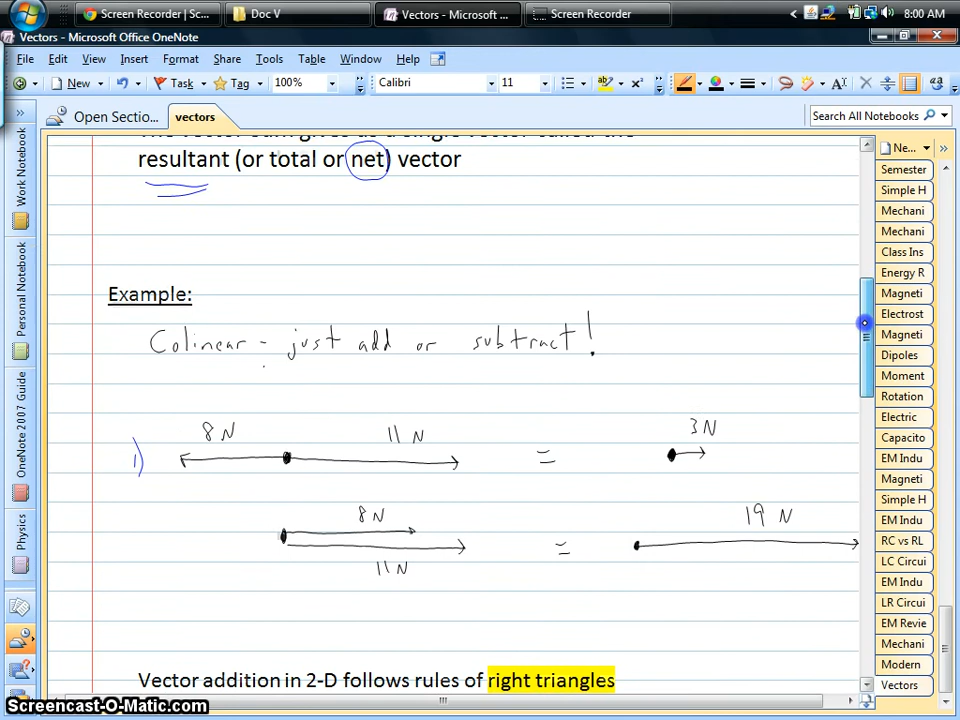 Screen Recorder | Sc...
Doc V
Vectors - Microsoft ...
Screen Recorder
8:00 AM
Vectors - Microsoft Office OneNote
File Edit View Insert Format Share Tools Table Window Help
New Task Tag 100% Calibri 11
Open Sectio... vectors Search All Notebooks
Work Notebook
Personal Notebook
OneNote 2007 Guide
Physics
resultant (or total or net) vector
Example:
Colinear - just add or subtract!
1) 8 N 11 N = 3 N
8 N
11 N
= 19 N
Vector addition in 2-D follows rules of right triangles
Ne...
Semester
Simple H
Mechani
Mechani
Class Ins
Energy R
Magneti
Electrost
Magneti
Dipoles
Moment
Rotation
Electric
Capacito
EM Indu
Magneti
Simple H
EM Indu
RC vs RL
LC Circui
EM Indu
LR Circui
EM Revie
Mechani
Modern
Vectors
Screencast-O-Matic.com